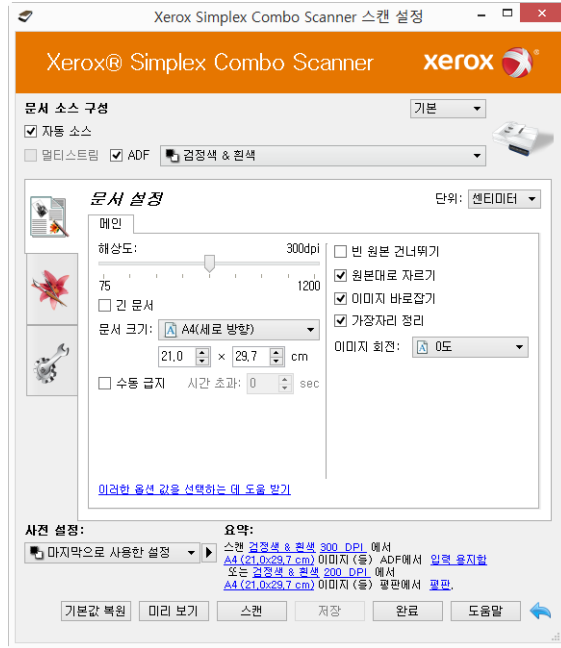 Xerox Simplex Combo Scanner 스캔 설정
Xerox® Simplex Combo Scanner
xerox
문서 소스 구성
기본
자동 소스
멀티스트림 ADF 검정색 & 흰색
문서 설정
단위: 센티미터
메인
해상도: 300dpi
75 1200
긴 문서
문서 크기: A4(세로 방향)
21,0 × 29,7 cm
수동 급지 시간 초과: 0 sec
빈 원본 건너뛰기
원본대로 자르기
이미지 바로잡기
가장자리 정리
이미지 회전: 0도
이러한 옵션 값을 선택하는 데 도움 받기
사전 설정:
마지막으로 사용한 설정
요약:
스캔 검정색 & 흰색 300 DPI 에서
A4 (21,0x29,7 cm) 이미지 (들) ADF에서 입력 용지함
또는 검정색 & 흰색 200 DPI 에서
A4 (21,0x29,7 cm) 이미지 (들) 평판에서 평판.
기본값 복원 미리 보기 스캔 저장 완료 도움말